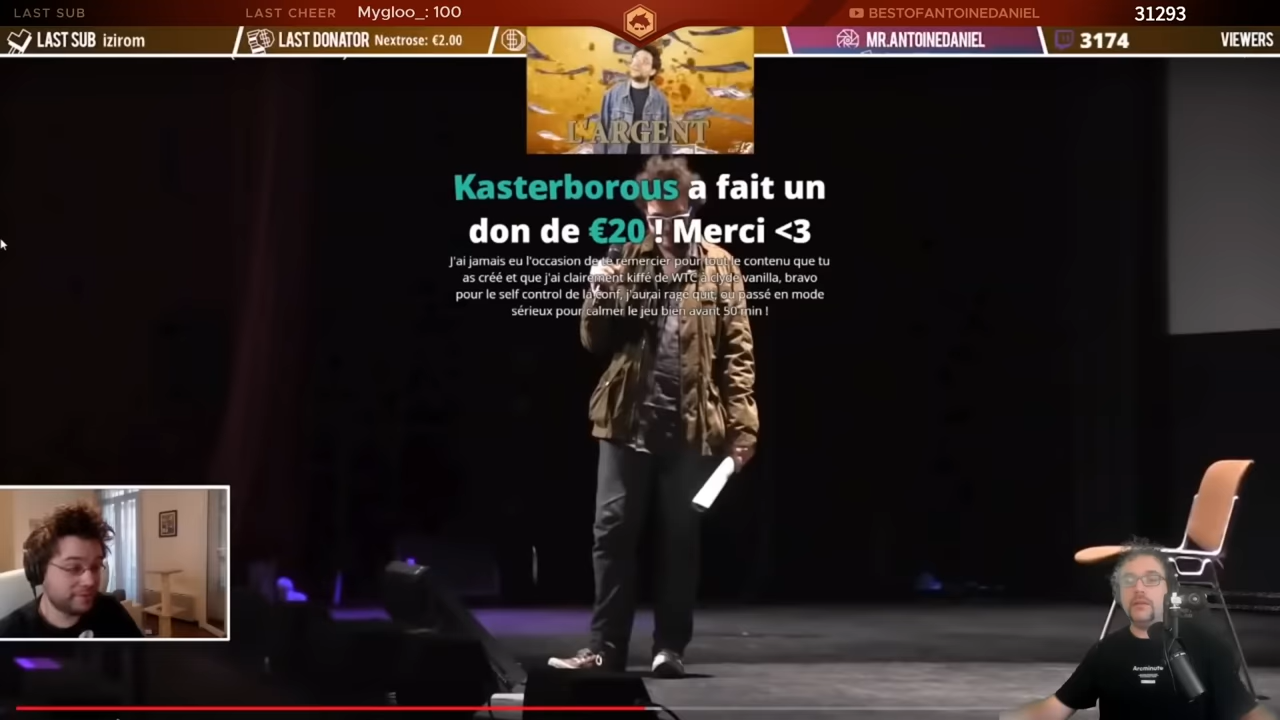 LAST SUB LAST CHEER Mygloo_: 100 BESTOFANTOINEDANIEL 31293
LAST SUB izirom LAST DONATOR Nextrose: €2.00 MR.ANTOINEDANIEL 3174 VIEWERS
L'ARGENT
Kasterborous a fait un
don de €20 ! Merci <3
J'ai jamais eu l'occasion de te remercier pour tout le contenu que tu
as créé et que j'ai clairement kiffé de WTC à clyde vanilla, bravo
pour le self control de la conf, j'aurai ragé quit, ou passé en mode
sérieux pour calmer le jeu bien avant 50 min !
Arcminute